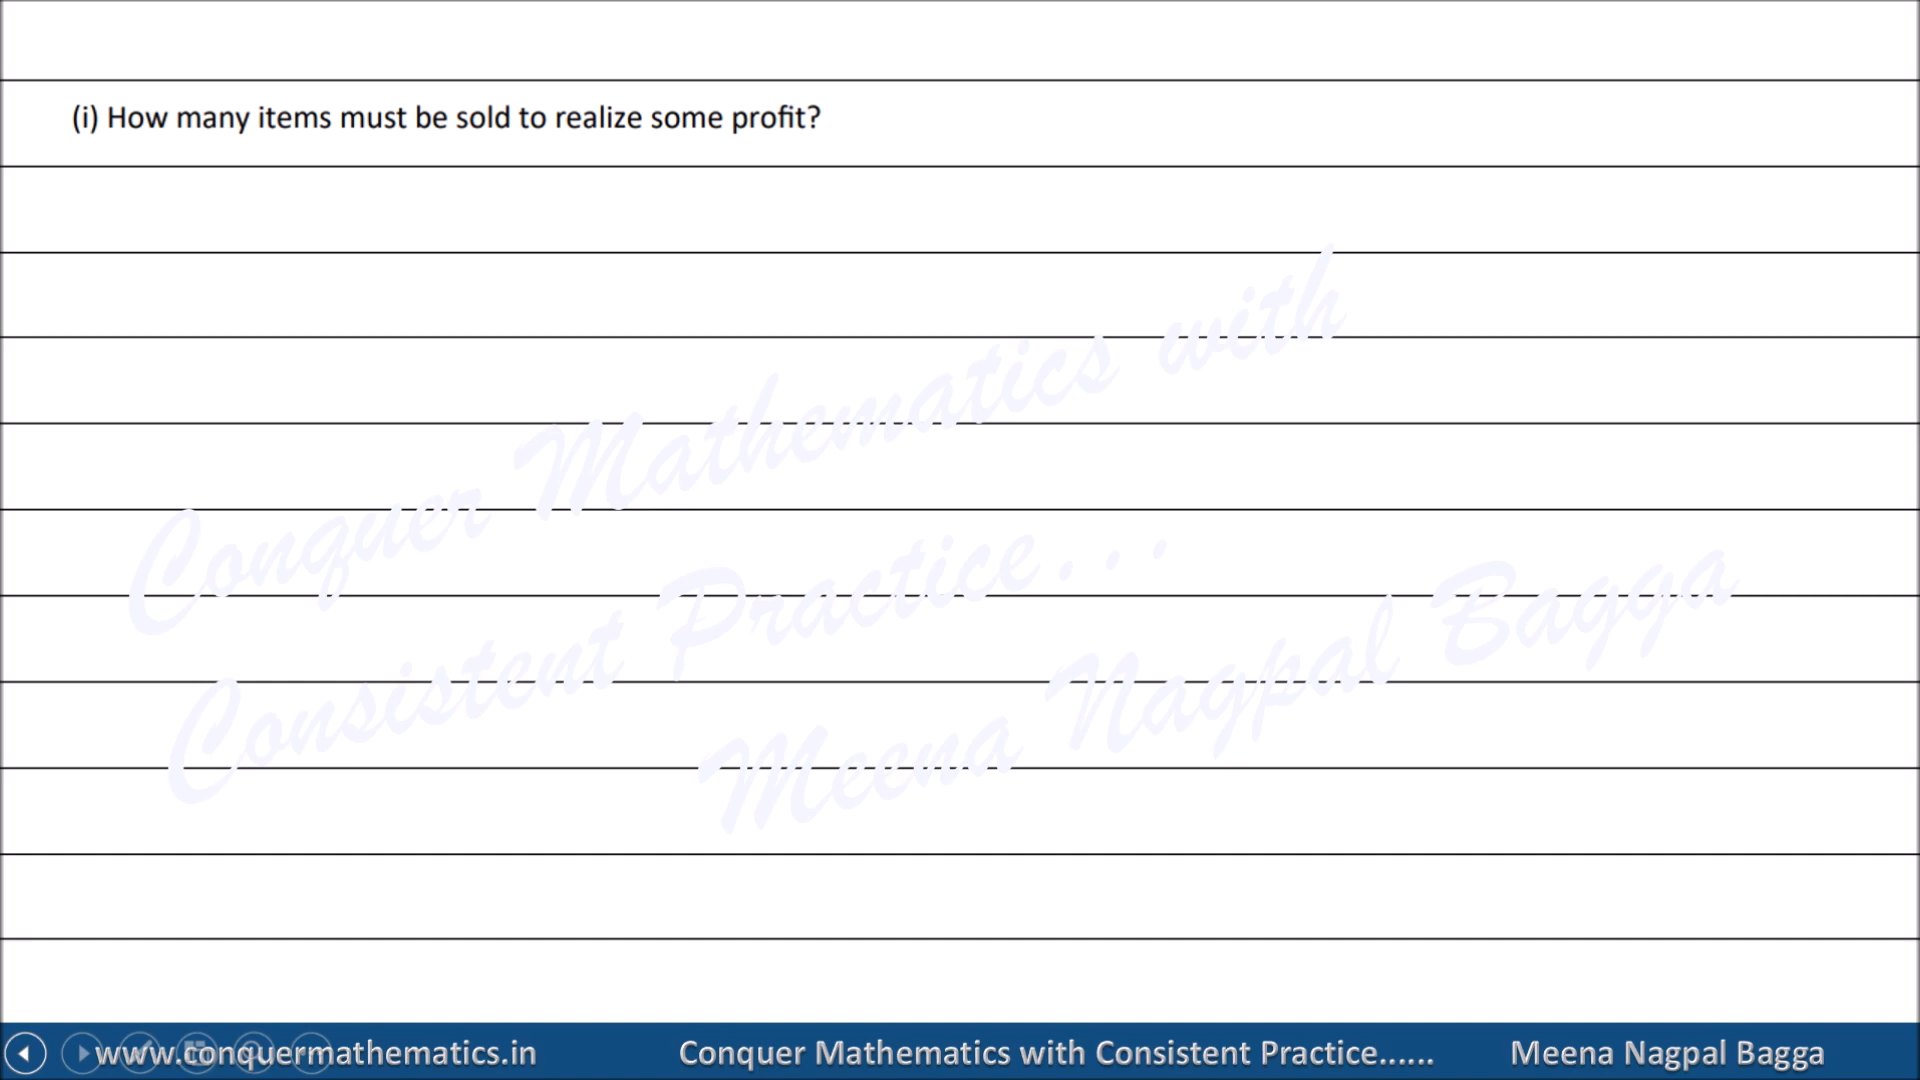 (i) How many items must be sold to realize some profit?
Conquer Mathematics with
Consistent Practice...
Meena Nagpal Bagga
www.conquermathematics.in Conquer Mathematics with Consistent Practice...... Meena Nagpal Bagga